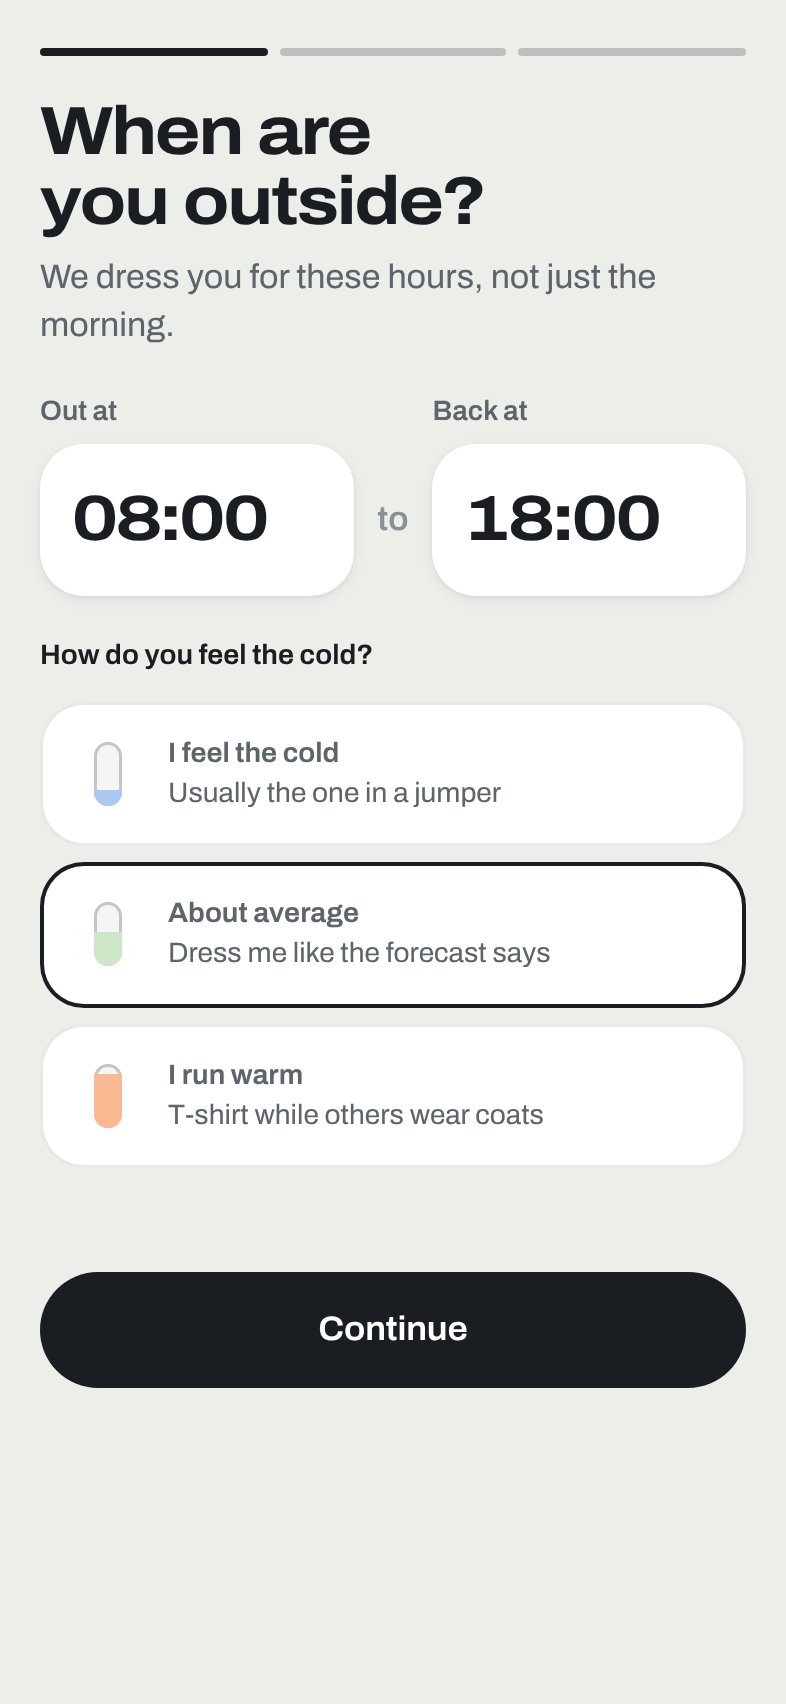 When are
you outside?
We dress you for these hours, not just the
morning.
Out at
Back at
08:00
to
18:00
How do you feel the cold?
I feel the cold
Usually the one in a jumper
About average
Dress me like the forecast says
I run warm
T-shirt while others wear coats
Continue